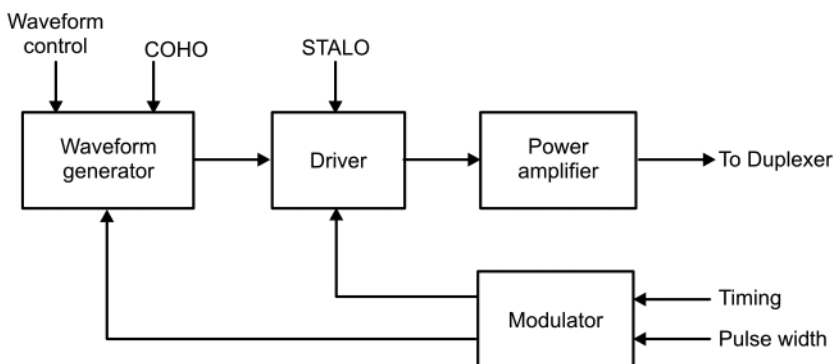 Waveform
control
COHO
STALO
Waveform
generator
Driver
Power
amplifier
To Duplexer
Modulator
Timing
Pulse width